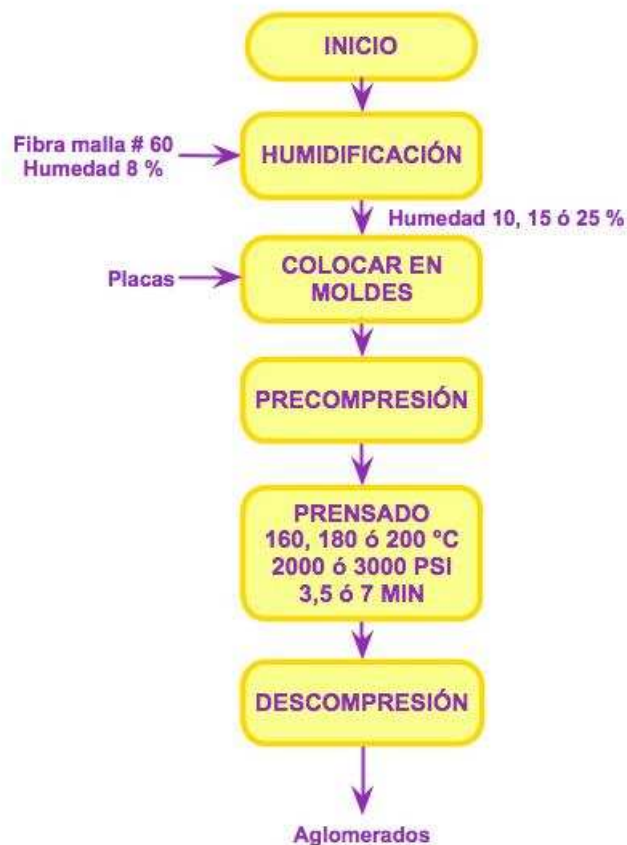 INICIO
Fibra malla # 60
Humedad 8 %
HUMIDIFICACIÓN
Humedad 10, 15 ó 25 %
Placas
COLOCAR EN
MOLDES
PRECOMPRESIÓN
PRENSADO
160, 180 ó 200 ºC
2000 ó 3000 PSI
3,5 ó 7 MIN
DESCOMPRESIÓN
Aglomerados